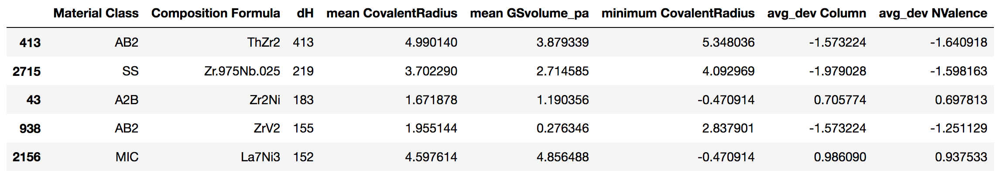 Material Class Composition Formula dH mean CovalentRadius mean GSvolume_pa minimum CovalentRadius avg_dev Column avg_dev NValence
413 AB2 ThZr2 413 4.990140 3.879339 5.348036 -1.573224 -1.640918
2715 SS Zr.975Nb.025 219 3.702290 2.714585 4.092969 -1.979028 -1.598163
43 A2B Zr2Ni 183 1.671878 1.190356 -0.470914 0.705774 0.697813
938 AB2 ZrV2 155 1.955144 0.276346 2.837901 -1.573224 -1.251129
2156 MIC La7Ni3 152 4.597614 4.856488 -0.470914 0.986090 0.937533